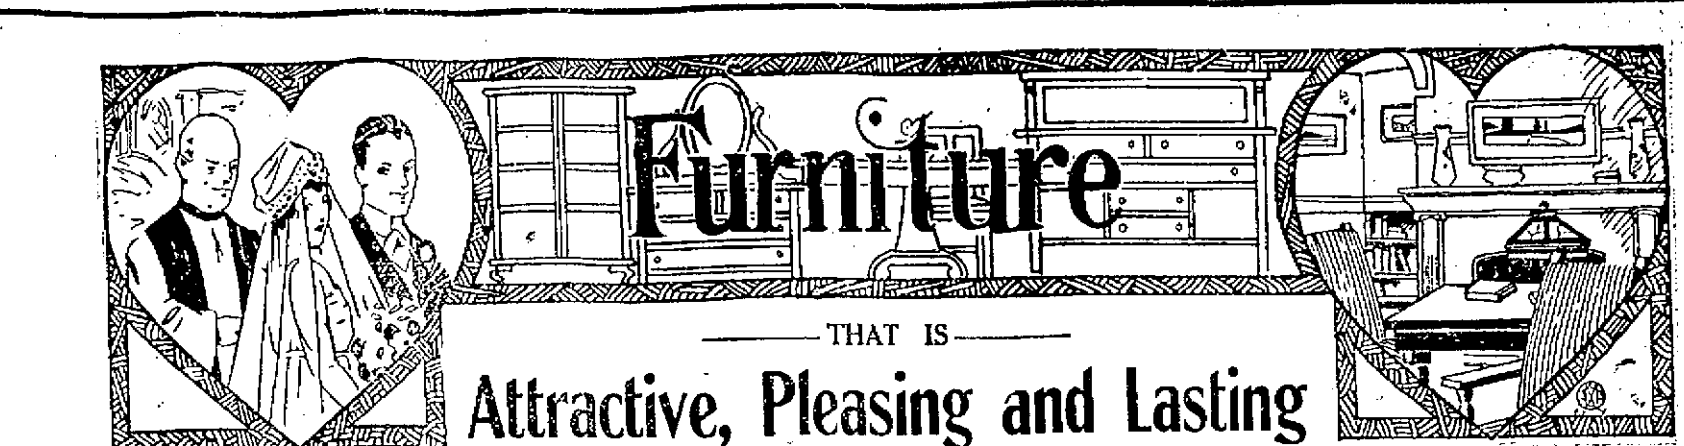 Furniture
THAT IS
Attractive, Pleasing and Lasting